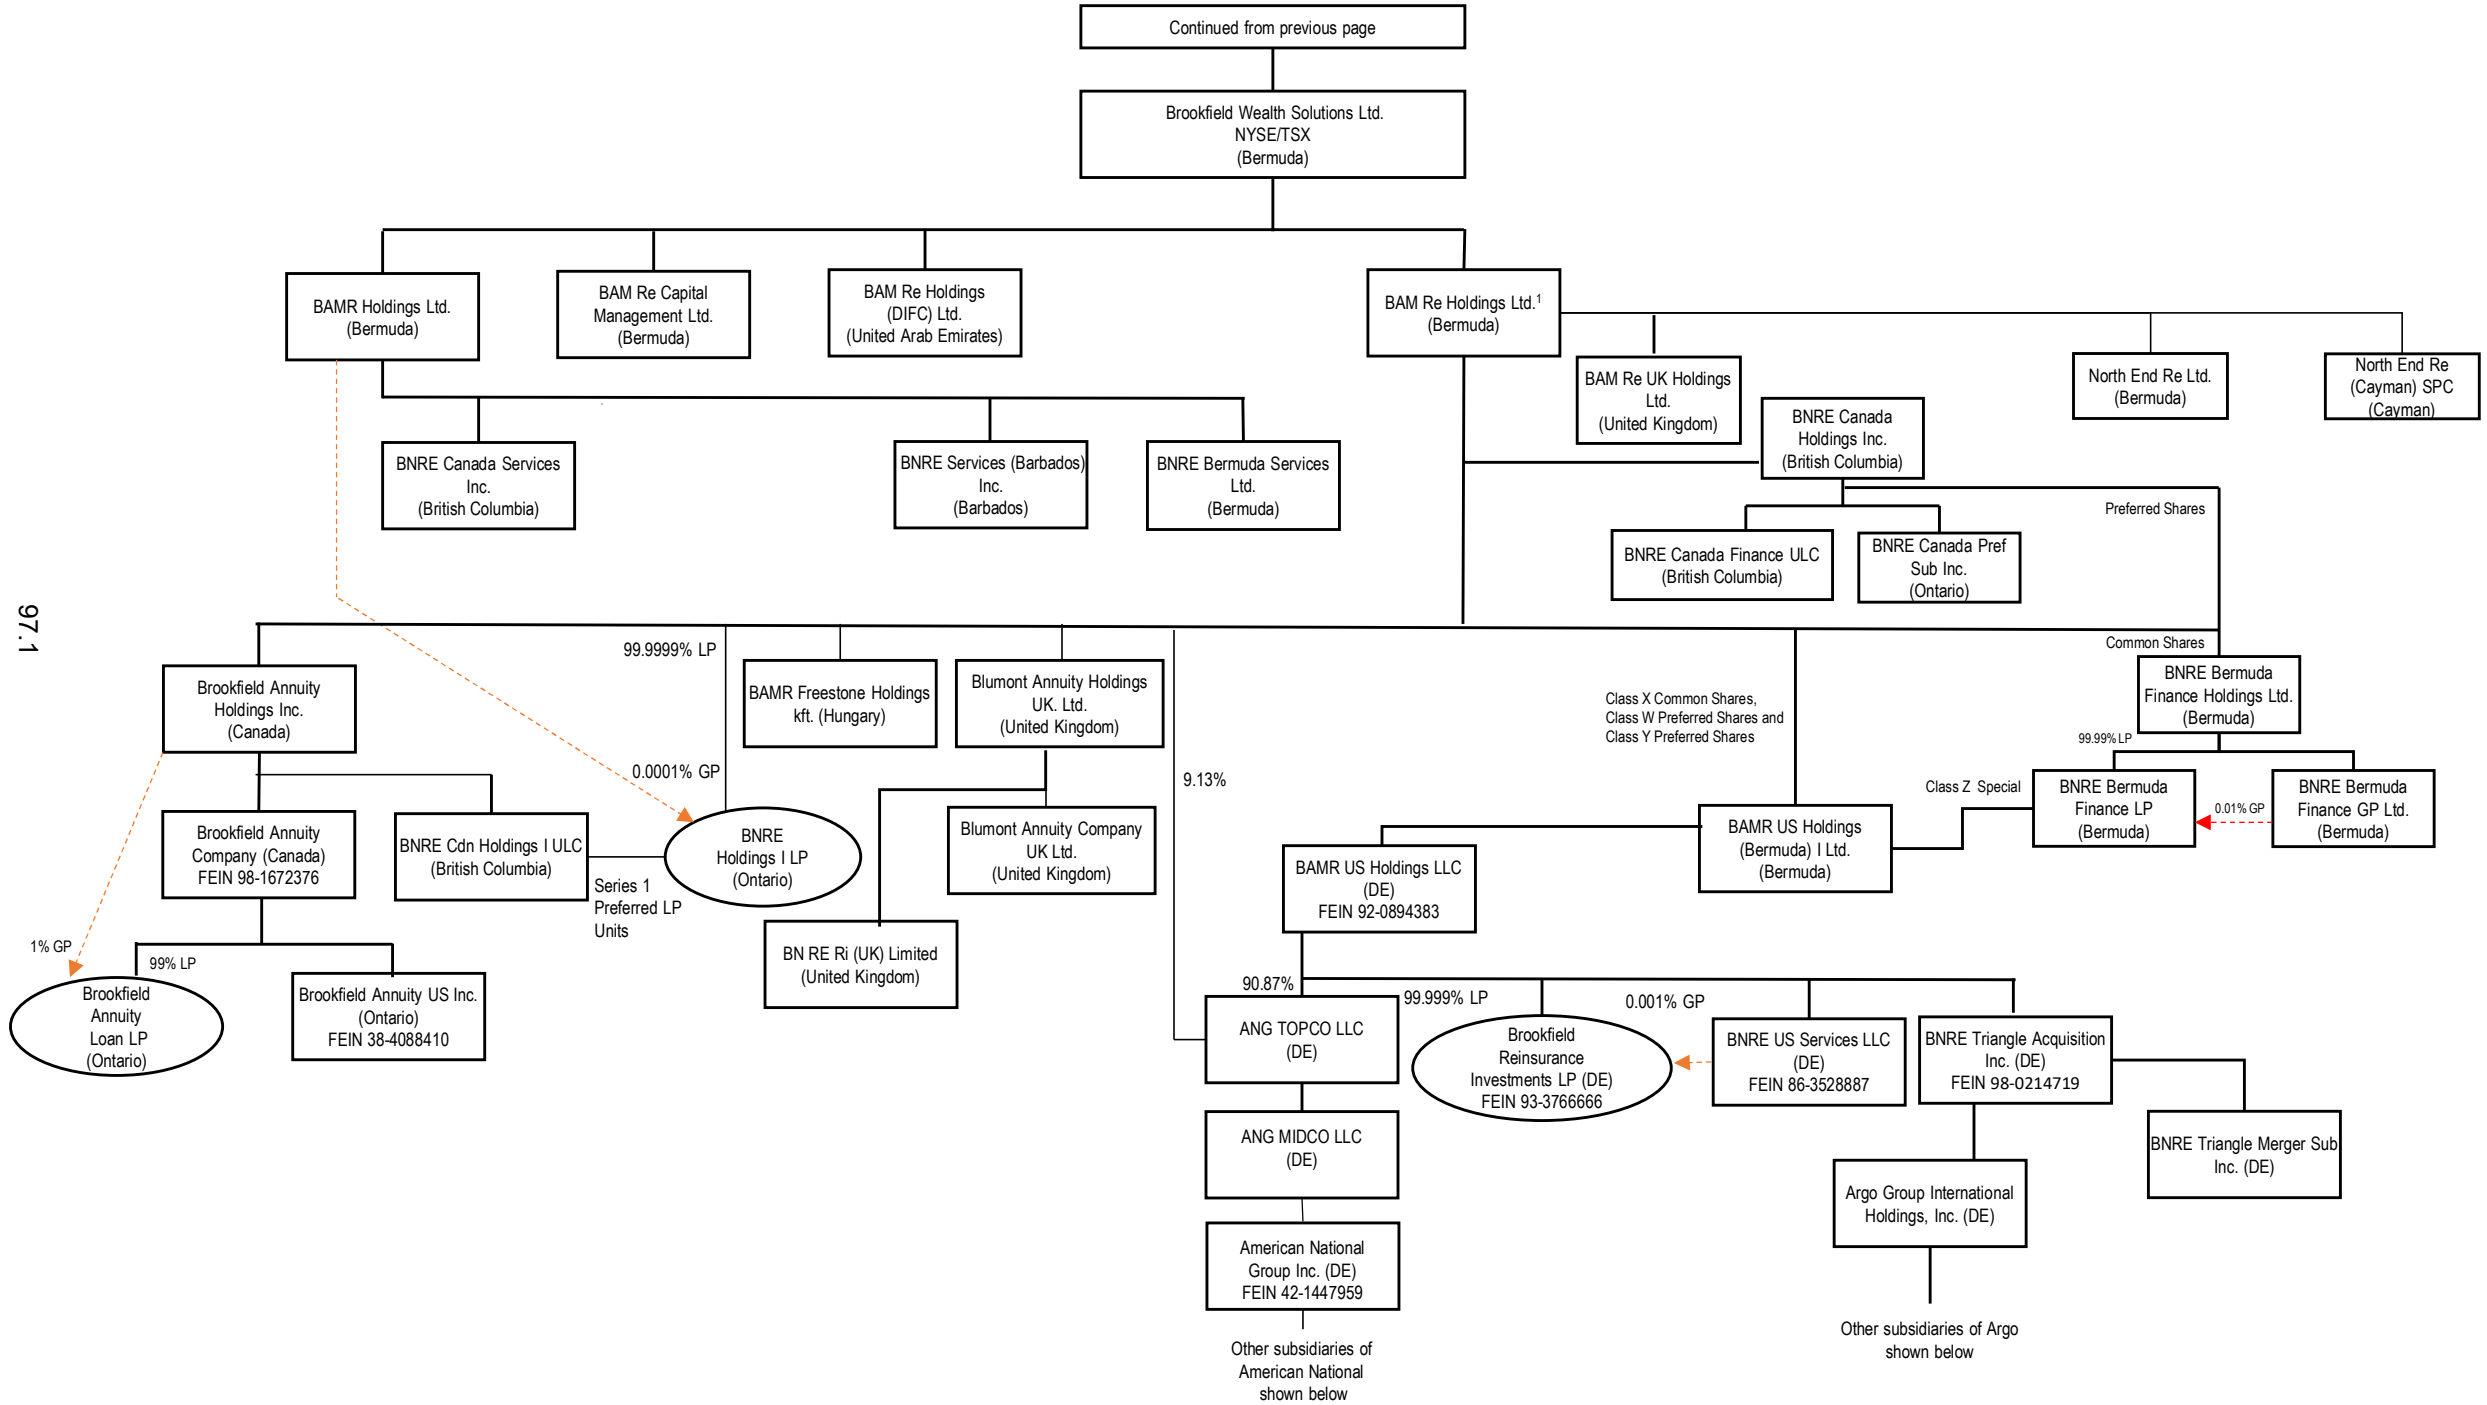 Continued from previous page
Brookfield Wealth Solutions Ltd.
NYSE/TSX
(Bermuda)
BAMR Holdings Ltd.
(Bermuda)
BAM Re Capital
Management Ltd.
(Bermuda)
BAM Re Holdings
(DIFC) Ltd.
(United Arab Emirates)
BAM Re Holdings Ltd.1
(Bermuda)
BAM Re UK Holdings
Ltd.
(United Kingdom)
North End Re Ltd.
(Bermuda)
North End Re
(Cayman) SPC
(Cayman)
BNRE Canada
Holdings Inc.
(British Columbia)
BNRE Canada Services
Inc.
(British Columbia)
BNRE Services (Barbados)
Inc.
(Barbados)
BNRE Bermuda Services
Ltd.
(Bermuda)
Preferred Shares
BNRE Canada Finance ULC
(British Columbia)
BNRE Canada Pref
Sub Inc.
(Ontario)
97.1
99.9999% LP
Common Shares
Brookfield Annuity
Holdings Inc.
(Canada)
BAMR Freestone Holdings
kft. (Hungary)
Blumont Annuity Holdings
UK. Ltd.
(United Kingdom)
Class X Common Shares,
Class W Preferred Shares and
Class Y Preferred Shares
BNRE Bermuda
Finance Holdings Ltd.
(Bermuda)
99.99% LP
0.0001% GP
9.13%
Class Z Special
BNRE Bermuda
Finance LP
(Bermuda)
0.01% GP
BNRE Bermuda
Finance GP Ltd.
(Bermuda)
Brookfield Annuity
Company (Canada)
FEIN 98-1672376
BNRE Cdn Holdings I ULC
(British Columbia)
Series 1
Preferred LP
Units
BNRE
Holdings I LP
(Ontario)
Blumont Annuity Company
UK Ltd.
(United Kingdom)
BAMR US Holdings
(Bermuda) I Ltd.
(Bermuda)
BAMR US Holdings LLC
(DE)
FEIN 92-0894383
BN RE Ri (UK) Limited
(United Kingdom)
1% GP
99% LP
Brookfield
Annuity
Loan LP
(Ontario)
Brookfield Annuity US Inc.
(Ontario)
FEIN 38-4088410
90.87%
99.999% LP
0.001% GP
ANG TOPCO LLC
(DE)
Brookfield
Reinsurance
Investments LP (DE)
FEIN 93-3766666
BNRE US Services LLC
(DE)
FEIN 86-3528887
BNRE Triangle Acquisition
Inc. (DE)
FEIN 98-0214719
ANG MIDCO LLC
(DE)
BNRE Triangle Merger Sub
Inc. (DE)
Argo Group International
Holdings, Inc. (DE)
American National
Group Inc. (DE)
FEIN 42-1447959
Other subsidiaries of Argo
shown below
Other subsidiaries of
American National
shown below